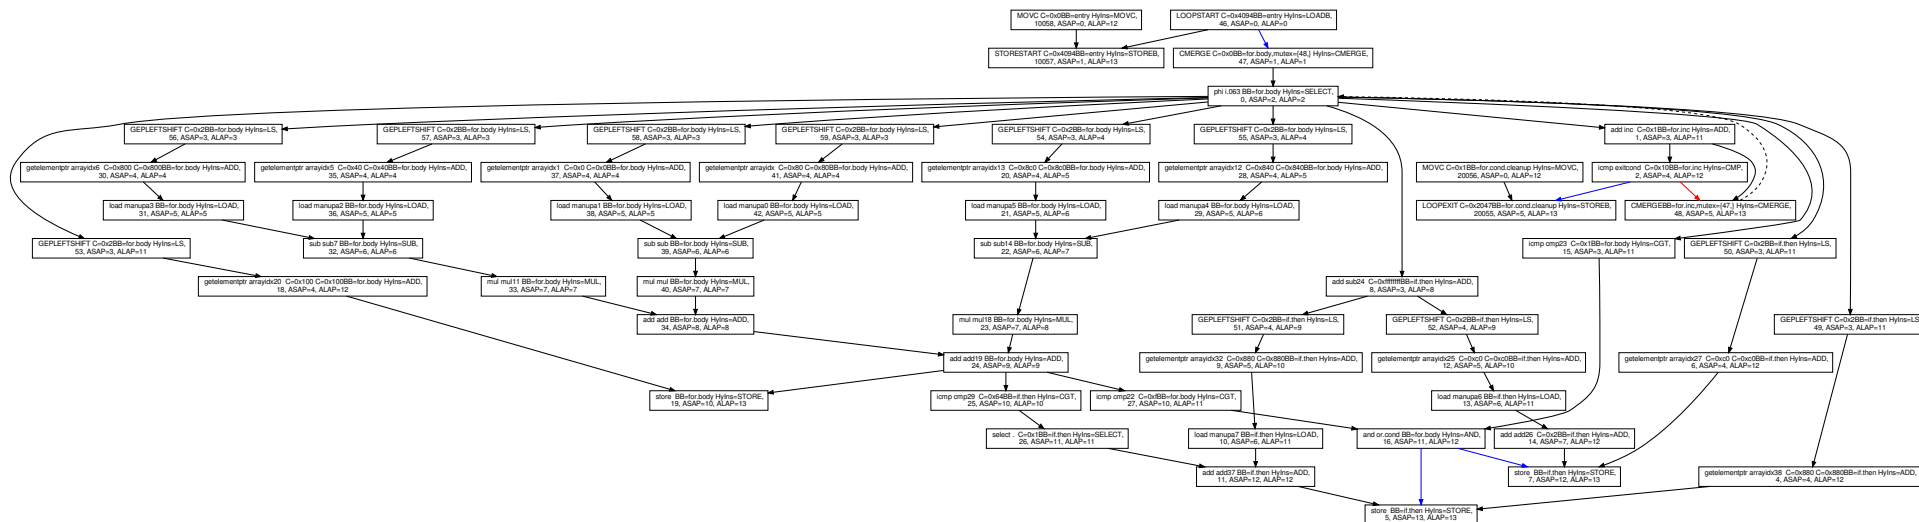 MOVC C=0x0BB=entry HyIns=MOVC,
10058, ASAP=0, ALAP=12
LOOPSTART C=0x4094BB=entry HyIns=LOADB,
46, ASAP=0, ALAP=0
STORESTART C=0x4094BB=entry HyIns=STOREB,
10057, ASAP=1, ALAP=13
CMERGE C=0x0BB=for.body,mutex={48,} HyIns=CMERGE,
47, ASAP=1, ALAP=1
phi i.063 BB=for.body HyIns=SELECT,
0, ASAP=2, ALAP=2
GEPLEFTSHIFT C=0x2BB=for.body HyIns=LS,
56, ASAP=3, ALAP=3
GEPLEFTSHIFT C=0x2BB=for.body HyIns=LS,
57, ASAP=3, ALAP=3
GEPLEFTSHIFT C=0x2BB=for.body HyIns=LS,
58, ASAP=3, ALAP=3
GEPLEFTSHIFT C=0x2BB=for.body HyIns=LS,
59, ASAP=3, ALAP=3
GEPLEFTSHIFT C=0x2BB=for.body HyIns=LS,
54, ASAP=3, ALAP=4
GEPLEFTSHIFT C=0x2BB=for.body HyIns=LS,
55, ASAP=3, ALAP=4
add inc  C=0x1BB=for.inc HyIns=ADD,
1, ASAP=3, ALAP=11
getelementptr arrayidx6  C=0x800 C=0x800BB=for.body HyIns=ADD,
30, ASAP=4, ALAP=4
getelementptr arrayidx5  C=0x40 C=0x40BB=for.body HyIns=ADD,
35, ASAP=4, ALAP=4
getelementptr arrayidx1  C=0x0 C=0x0BB=for.body HyIns=ADD,
37, ASAP=4, ALAP=4
getelementptr arrayidx  C=0x80 C=0x80BB=for.body HyIns=ADD,
41, ASAP=4, ALAP=4
getelementptr arrayidx13  C=0x8c0 C=0x8c0BB=for.body HyIns=ADD,
20, ASAP=4, ALAP=5
getelementptr arrayidx12  C=0x840 C=0x840BB=for.body HyIns=ADD,
28, ASAP=4, ALAP=5
MOVC C=0x1BB=for.cond.cleanup HyIns=MOVC,
20056, ASAP=0, ALAP=12
icmp exitcond  C=0x10BB=for.inc HyIns=CMP,
2, ASAP=4, ALAP=12
load manupa3 BB=for.body HyIns=LOAD,
31, ASAP=5, ALAP=5
load manupa2 BB=for.body HyIns=LOAD,
36, ASAP=5, ALAP=5
load manupa1 BB=for.body HyIns=LOAD,
38, ASAP=5, ALAP=5
load manupa0 BB=for.body HyIns=LOAD,
42, ASAP=5, ALAP=5
load manupa5 BB=for.body HyIns=LOAD,
21, ASAP=5, ALAP=6
load manupa4 BB=for.body HyIns=LOAD,
29, ASAP=5, ALAP=6
LOOPEXIT C=0x2047BB=for.cond.cleanup HyIns=STOREB,
20055, ASAP=5, ALAP=13
CMERGEBB=for.inc,mutex={47,} HyIns=CMERGE,
48, ASAP=5, ALAP=13
GEPLEFTSHIFT C=0x2BB=for.body HyIns=LS,
53, ASAP=3, ALAP=11
sub sub7 BB=for.body HyIns=SUB,
32, ASAP=6, ALAP=6
sub sub BB=for.body HyIns=SUB,
39, ASAP=6, ALAP=6
sub sub14 BB=for.body HyIns=SUB,
22, ASAP=6, ALAP=7
icmp cmp23  C=0x1BB=for.body HyIns=CGT,
15, ASAP=3, ALAP=11
GEPLEFTSHIFT C=0x2BB=if.then HyIns=LS,
50, ASAP=3, ALAP=11
getelementptr arrayidx20  C=0x100 C=0x100BB=for.body HyIns=ADD,
18, ASAP=4, ALAP=12
mul mul11 BB=for.body HyIns=MUL,
33, ASAP=7, ALAP=7
mul mul BB=for.body HyIns=MUL,
40, ASAP=7, ALAP=7
add sub24  C=0xffffffffBB=if.then HyIns=ADD,
8, ASAP=3, ALAP=8
add add BB=for.body HyIns=ADD,
34, ASAP=8, ALAP=8
mul mul18 BB=for.body HyIns=MUL,
23, ASAP=7, ALAP=8
GEPLEFTSHIFT C=0x2BB=if.then HyIns=LS,
51, ASAP=4, ALAP=9
GEPLEFTSHIFT C=0x2BB=if.then HyIns=LS,
52, ASAP=4, ALAP=9
GEPLEFTSHIFT C=0x2BB=if.then HyIns=LS
49, ASAP=3, ALAP=11
add add19 BB=for.body HyIns=ADD,
24, ASAP=9, ALAP=9
getelementptr arrayidx32  C=0x880 C=0x880BB=if.then HyIns=ADD,
9, ASAP=5, ALAP=10
getelementptr arrayidx25  C=0xc0 C=0xc0BB=if.then HyIns=ADD,
12, ASAP=5, ALAP=10
getelementptr arrayidx27  C=0xc0 C=0xc0BB=if.then HyIns=ADD,
6, ASAP=4, ALAP=12
store  BB=for.body HyIns=STORE,
19, ASAP=10, ALAP=13
icmp cmp29  C=0x64BB=if.then HyIns=CGT,
25, ASAP=10, ALAP=10
icmp cmp22  C=0xfBB=for.body HyIns=CGT,
27, ASAP=10, ALAP=11
load manupa6 BB=if.then HyIns=LOAD,
13, ASAP=6, ALAP=11
select .  C=0x1BB=if.then HyIns=SELECT,
26, ASAP=11, ALAP=11
load manupa7 BB=if.then HyIns=LOAD,
10, ASAP=6, ALAP=11
and or.cond BB=for.body HyIns=AND,
16, ASAP=11, ALAP=12
add add26  C=0x2BB=if.then HyIns=ADD,
14, ASAP=7, ALAP=12
add add37 BB=if.then HyIns=ADD,
11, ASAP=12, ALAP=12
store  BB=if.then HyIns=STORE,
7, ASAP=12, ALAP=13
getelementptr arrayidx38  C=0x880 C=0x880BB=if.then HyIns=ADD,
4, ASAP=4, ALAP=12
store  BB=if.then HyIns=STORE,
5, ASAP=13, ALAP=13